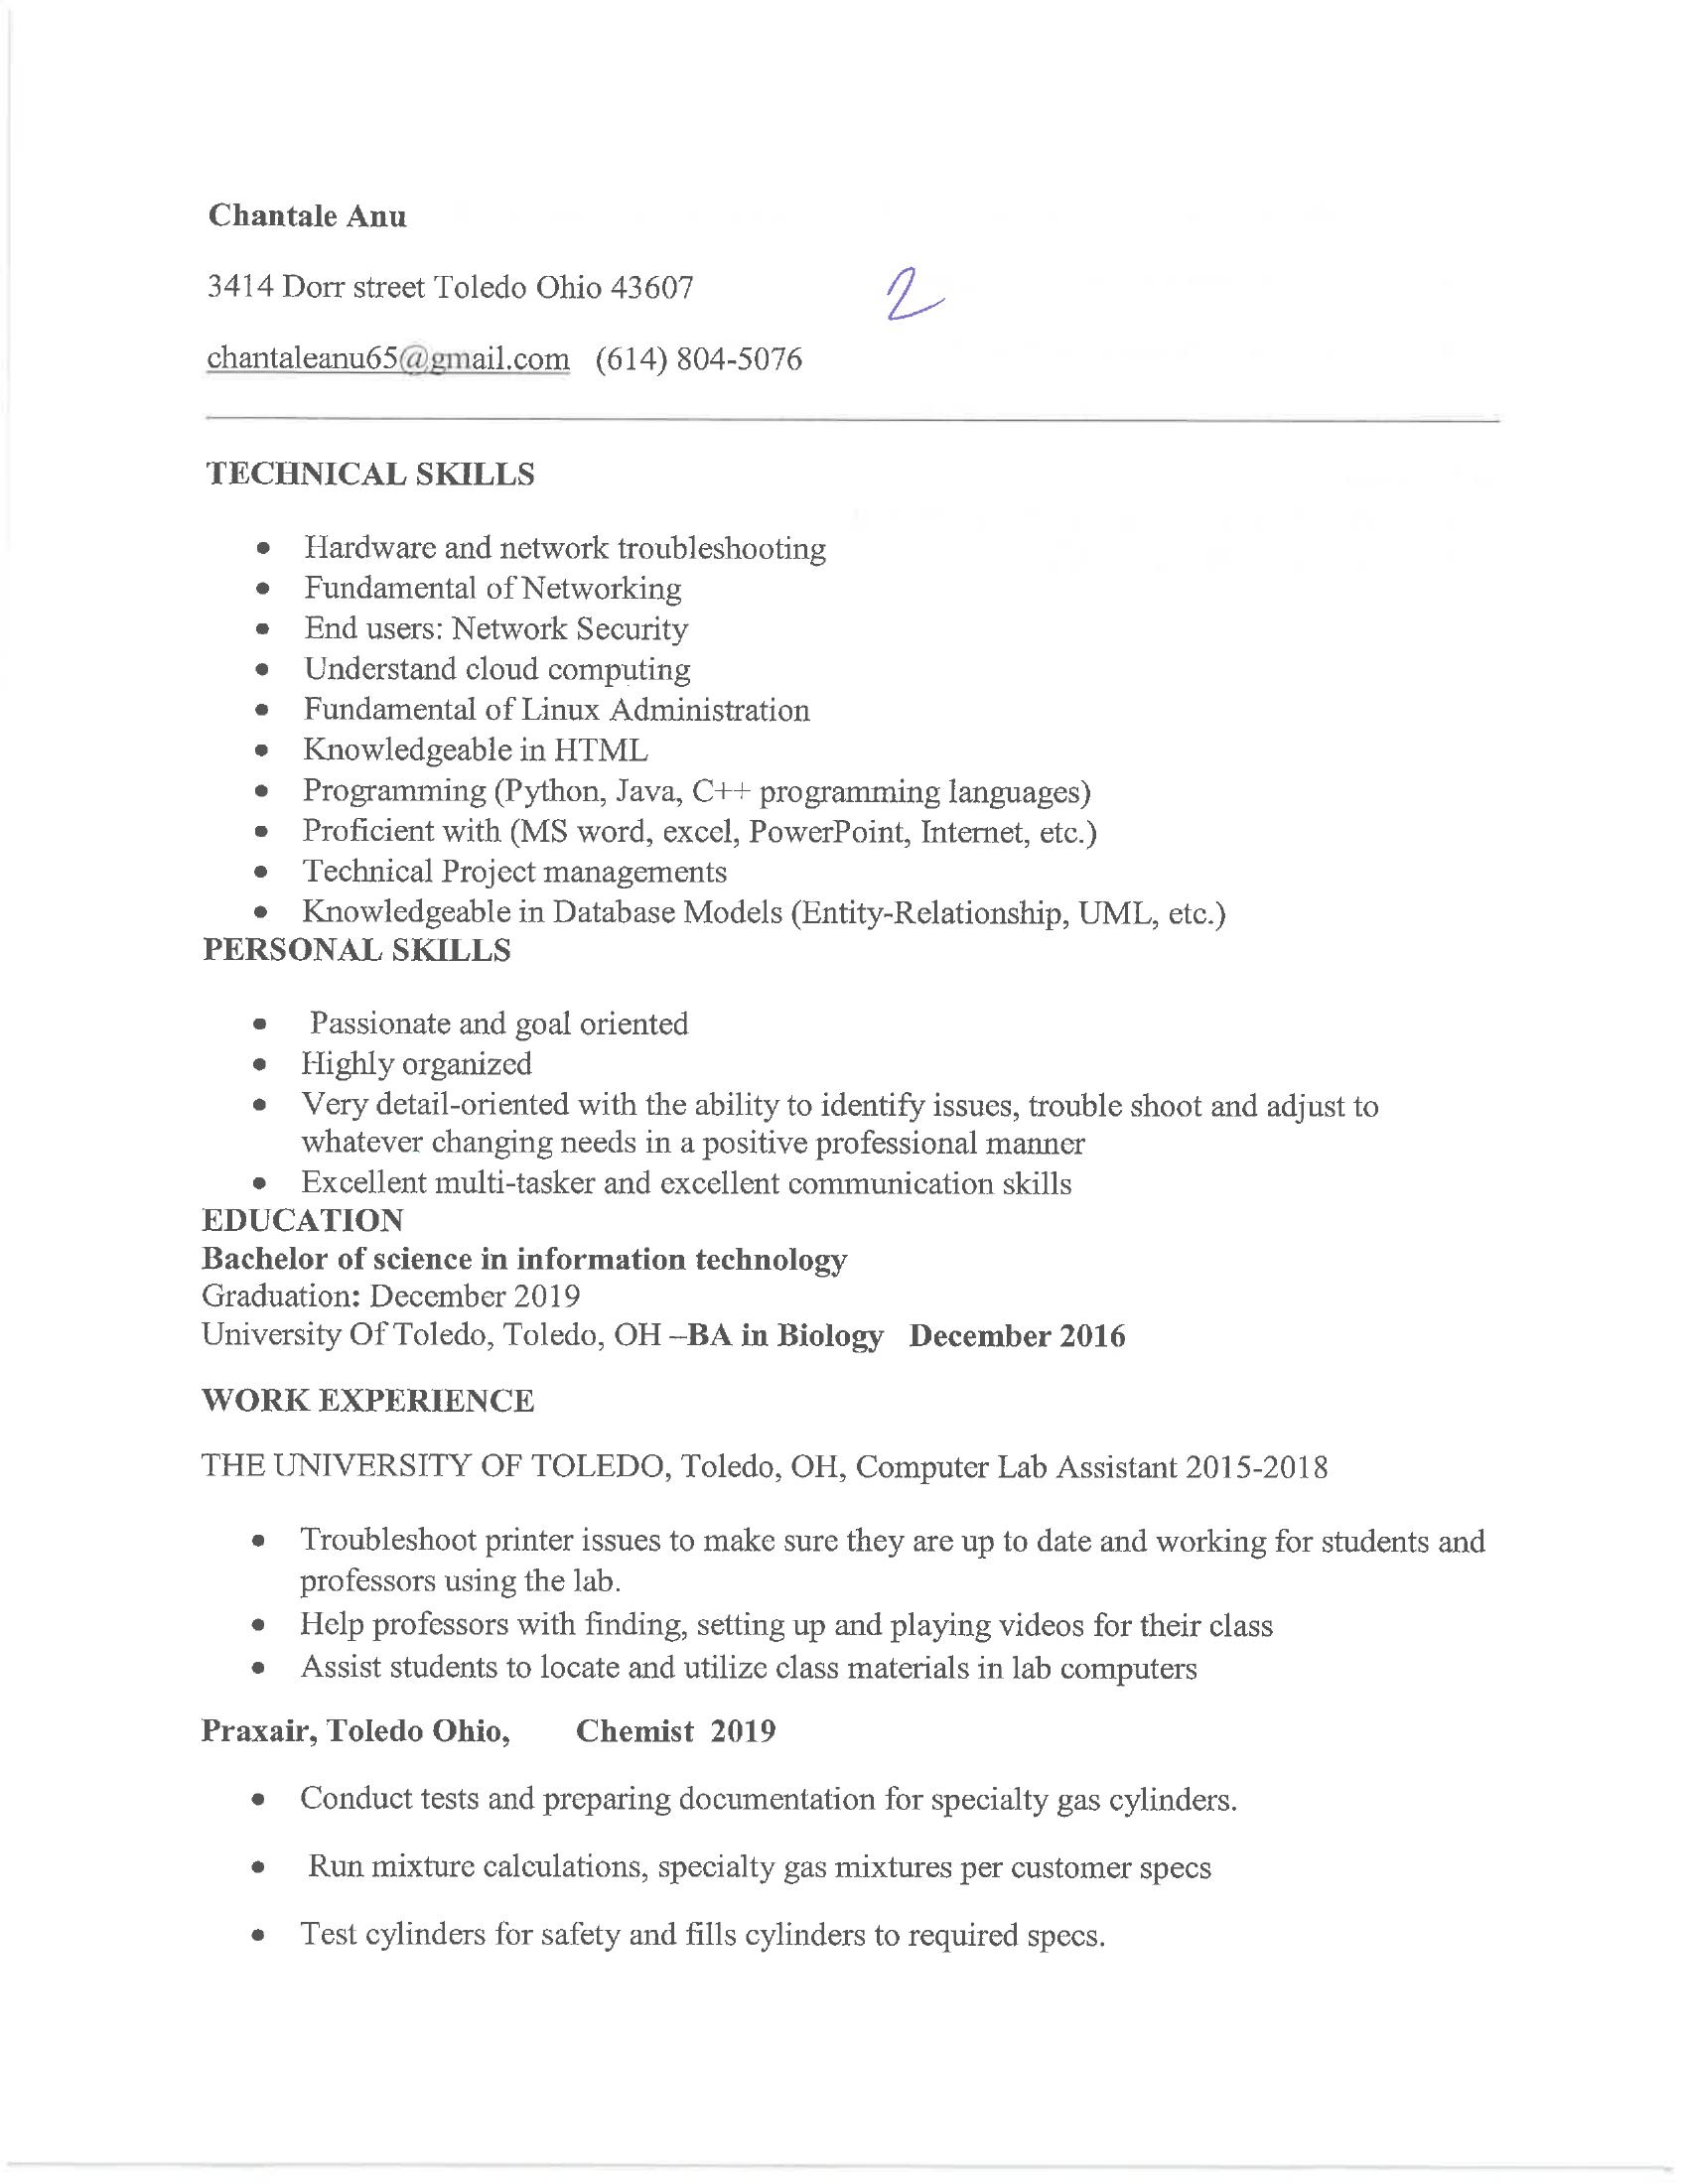 Chantale Anu
3414 Dorr street Toledo Ohio 43607
2
chantaleanu65@gmail.com (614) 804-5076
TECHNICAL SKILLS
• Hardware and network troubleshooting
• Fundamental of Networking
• End users: Network Security
• Understand cloud computing
• Fundamental of Linux Administration
• Knowledgeable in HTML
• Programming (Python, Java, C++ programming languages)
• Proficient with (MS word, excel, PowerPoint, Internet, etc.)
• Technical Project managements
• Knowledgeable in Database Models (Entity-Relationship, UML, etc.)
PERSONAL SKILLS
• Passionate and goal oriented
• Highly organized
• Very detail-oriented with the ability to identify issues, trouble shoot and adjust to
whatever changing needs in a positive professional manner
• Excellent multi-tasker and excellent communication skills
EDUCATION
Bachelor of science in information technology
Graduation: December 2019
University Of Toledo, Toledo, OH –BA in Biology December 2016
WORK EXPERIENCE
THE UNIVERSITY OF TOLEDO, Toledo, OH, Computer Lab Assistant 2015-2018
• Troubleshoot printer issues to make sure they are up to date and working for students and
professors using the lab.
• Help professors with finding, setting up and playing videos for their class
• Assist students to locate and utilize class materials in lab computers
Praxair, Toledo Ohio, Chemist 2019
• Conduct tests and preparing documentation for specialty gas cylinders.
• Run mixture calculations, specialty gas mixtures per customer specs
• Test cylinders for safety and fills cylinders to required specs.